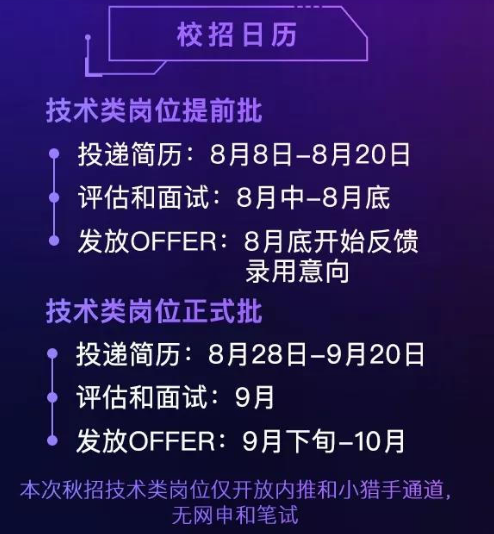 校招日历
技术类岗位提前批
投递简历：8月8日-8月20日
评估和面试：8月中-8月底
发放OFFER：8月底开始反馈
录用意向
技术类岗位正式批
投递简历：8月28日-9月20日
评估和面试：9月
发放OFFER：9月下旬-10月
本次秋招技术类岗位仅开放内推和小猎手通道，
无网申和笔试